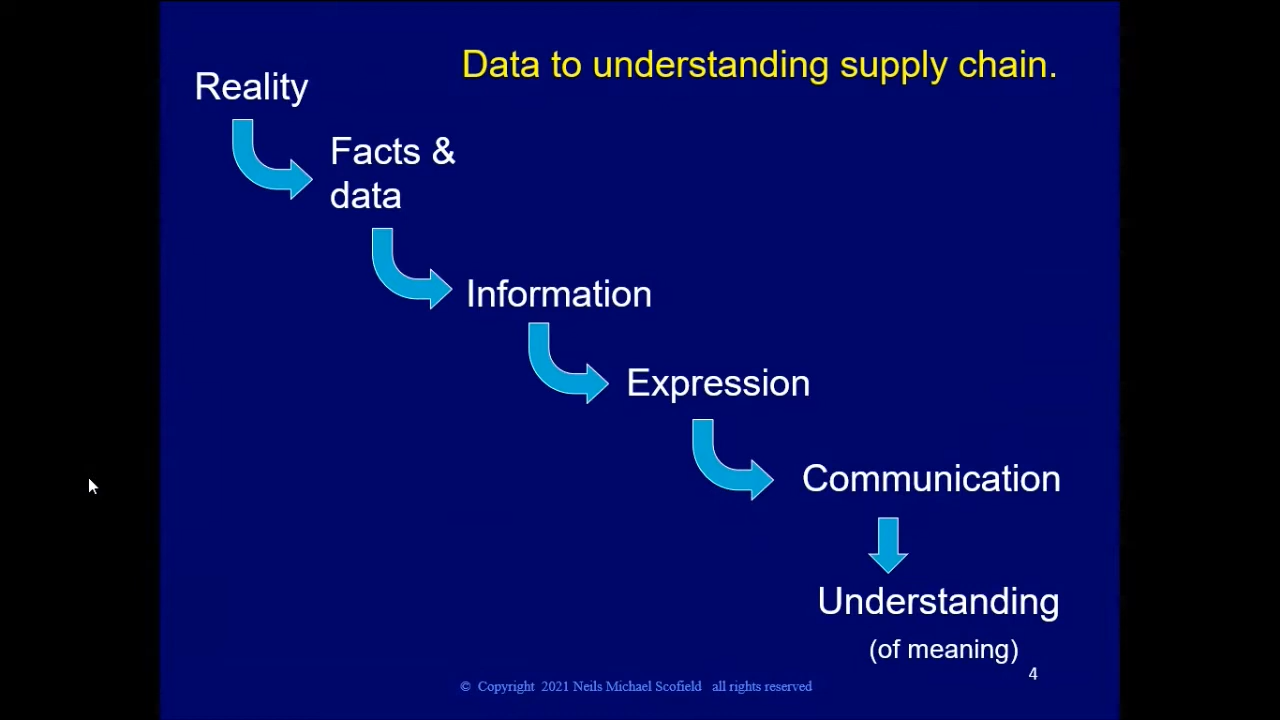 Data to understanding supply chain.
Reality
Facts &
data
Information
Expression
Communication
Understanding
(of meaning)
4
© Copyright 2021 Neils Michael Scofield all rights reserved